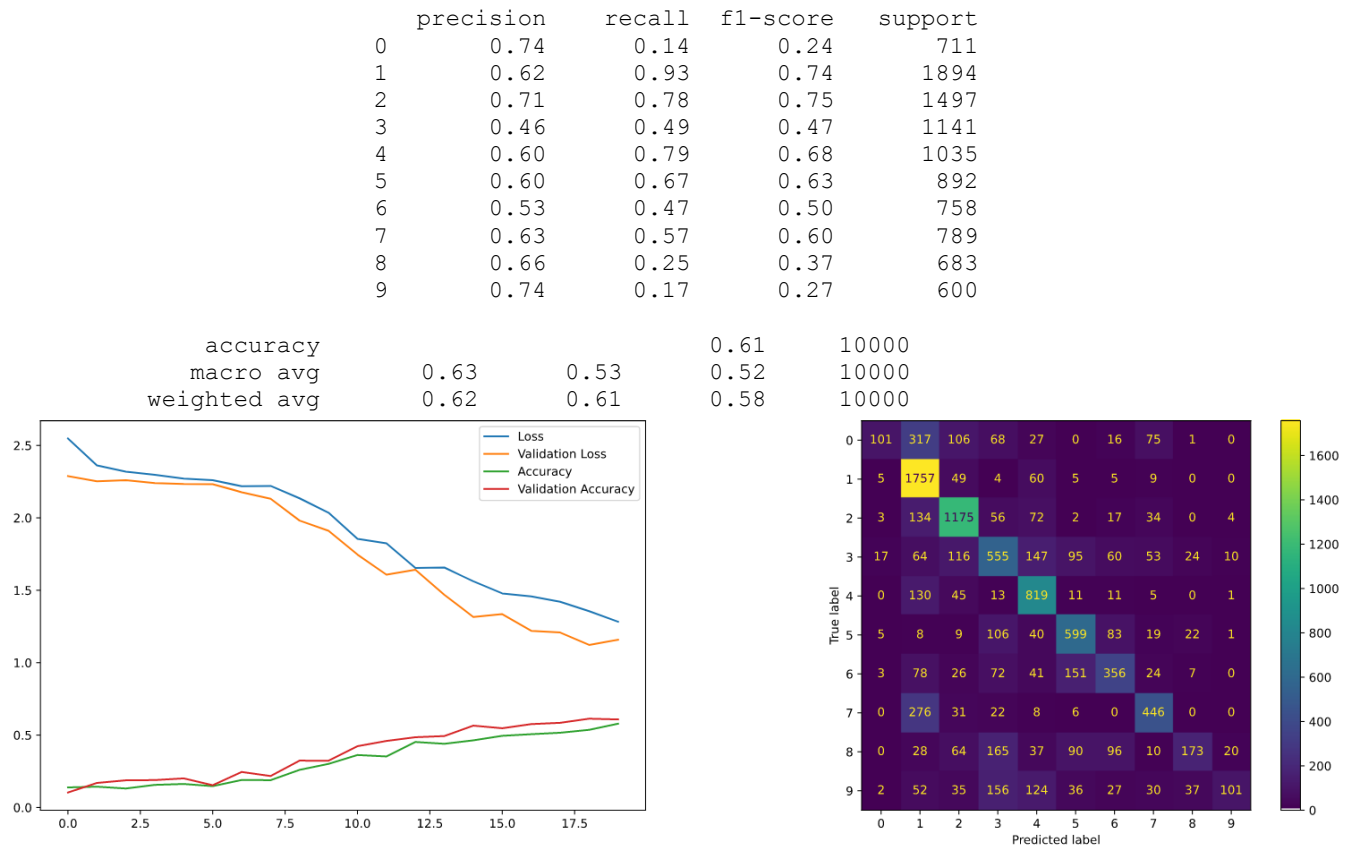 precision recall f1-score support
0 0.74 0.14 0.24 711
1 0.62 0.93 0.74 1894
2 0.71 0.78 0.75 1497
3 0.46 0.49 0.47 1141
4 0.60 0.79 0.68 1035
5 0.60 0.67 0.63 892
6 0.53 0.47 0.50 758
7 0.63 0.57 0.60 789
8 0.66 0.25 0.37 683
9 0.74 0.17 0.27 600
accuracy 0.61 10000
macro avg 0.63 0.53 0.52 10000
weighted avg 0.62 0.61 0.58 10000
Loss
Validation Loss
Accuracy
Validation Accuracy
2.5
2.0
1.5
1.0
0.5
0.0
0.0 2.5 5.0 7.5 10.0 12.5 15.0 17.5
True label
0 101 317 106 68 27 0 16 75 1 0
1 5 1757 49 4 60 5 5 9 0 0
2 3 134 1175 56 72 2 17 34 0 4
3 17 64 116 555 147 95 60 53 24 10
4 0 130 45 13 819 11 11 5 0 1
5 5 8 9 106 40 599 83 19 22 1
6 3 78 26 72 41 151 356 24 7 0
7 0 276 31 22 8 6 0 446 0 0
8 0 28 64 165 37 90 96 10 173 20
9 2 52 35 156 124 36 27 30 37 101
0 1 2 3 4 5 6 7 8 9
Predicted label
1600
1400
1200
1000
800
600
400
200
0